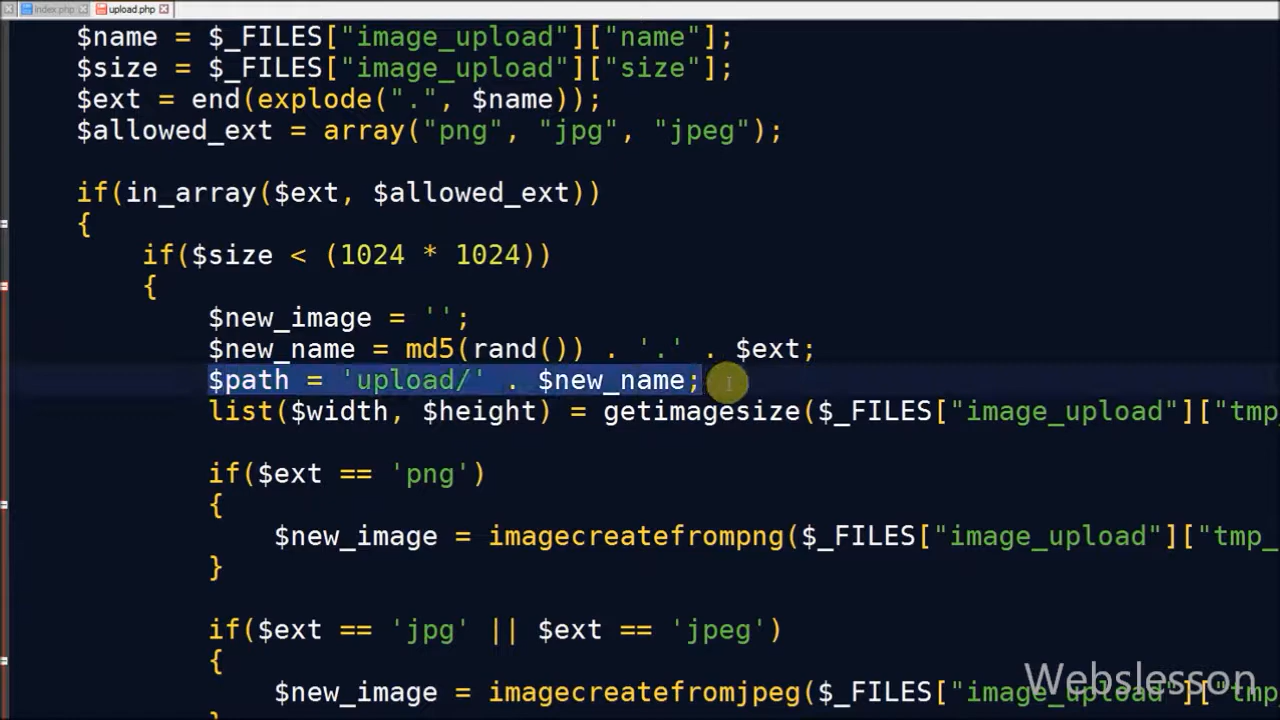 index.php upload.php
$name = $_FILES["image_upload"]["name"];
$size = $_FILES["image_upload"]["size"];
$ext = end(explode(".", $name));
$allowed_ext = array("png", "jpg", "jpeg");
if(in_array($ext, $allowed_ext))
{
if($size < (1024 * 1024))
{
$new_image = '';
$new_name = md5(rand()) . '.' . $ext;
$path = 'upload/' . $new_name;
list($width, $height) = getimagesize($_FILES["image_upload"]["tmp_
if($ext == 'png')
{
$new_image = imagecreatefrompng($_FILES["image_upload"]["tmp_
}
if($ext == 'jpg' || $ext == 'jpeg')
{
$new_image = imagecreatefromjpeg($_FILES["image_upload"]["t
}
Webslesson